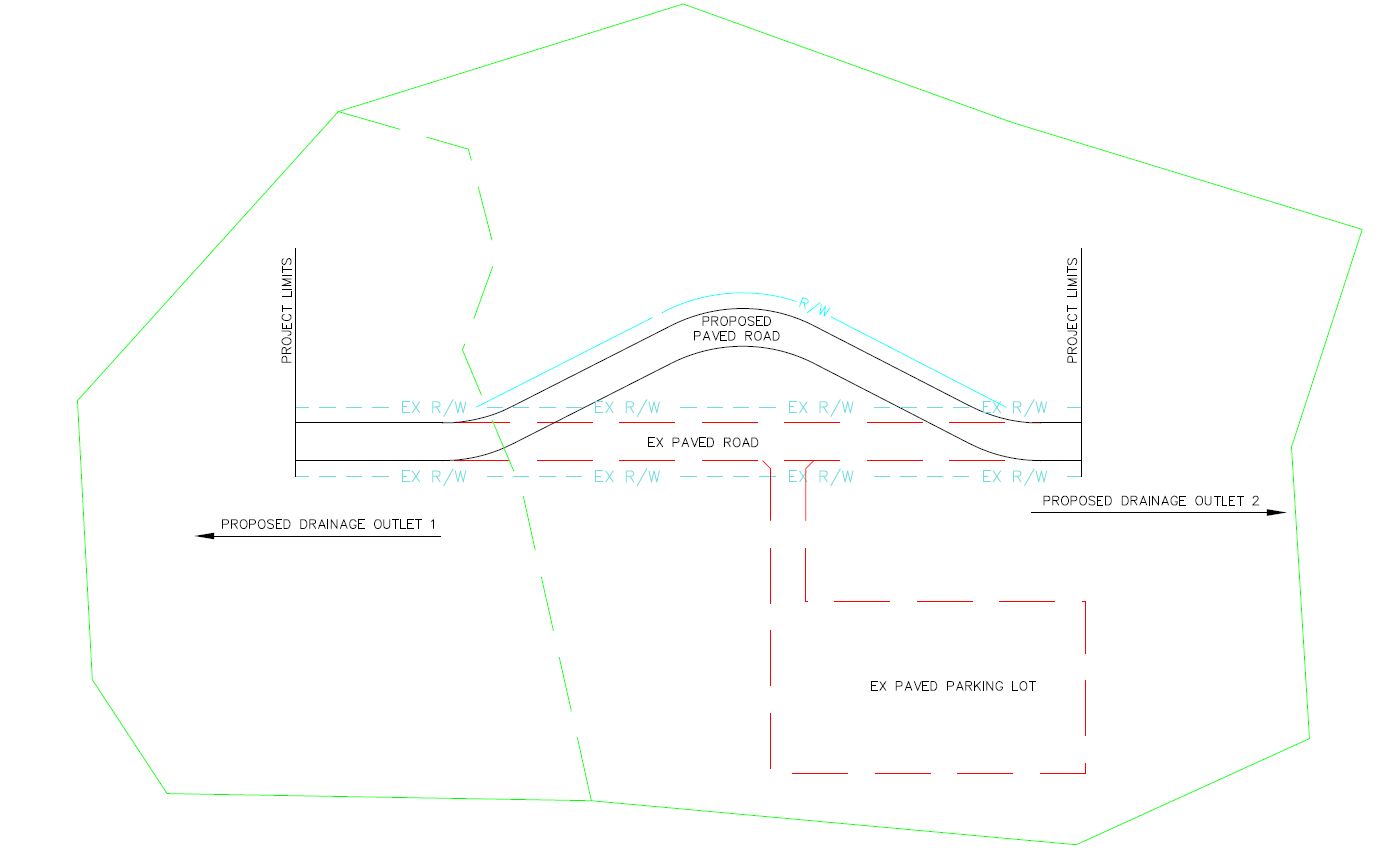 PROJECT LIMITS
PROJECT LIMITS
R/W
PROPOSED
PAVED ROAD
EX R/W
EX R/W
EX R/W
EX R/W
EX PAVED ROAD
EX R/W
EX R/W
EX R/W
EX R/W
PROPOSED DRAINAGE OUTLET 1
PROPOSED DRAINAGE OUTLET 2
EX PAVED PARKING LOT